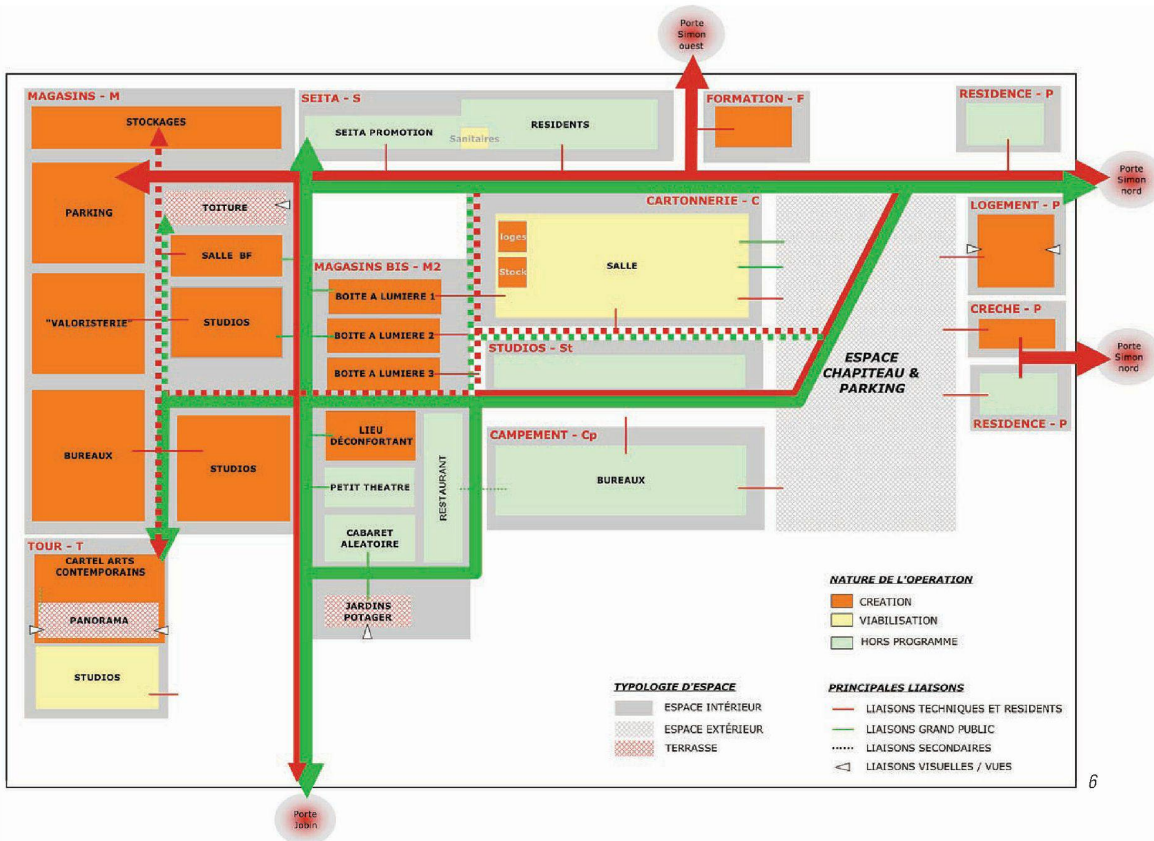 Porte
Simon
ouest
MAGASINS - M
STOCKAGES
PARKING
TOITURE
SALLE BF
"VALORISTERIE"
STUDIOS
BUREAUX
STUDIOS
SEITA - S
SEITA PROMOTION
Sanitaires
RESIDENTS
FORMATION - F
RESIDENCE - P
Porte
Simon
nord
CARTONNERIE - C
loges
Stock
SALLE
LOGEMENT - P
MAGASINS BIS - M2
BOITE A LUMIERE 1
BOITE A LUMIERE 2
BOITE A LUMIERE 3
STUDIOS - St
ESPACE
CHAPITEAU &
PARKING
CRECHE - P
Porte
Simon
nord
RESIDENCE - P
LIEU
DÉCONFORTANT
PETIT THEATRE
CABARET
ALEATOIRE
RESTAURANT
CAMPEMENT - Cp
BUREAUX
JARDINS
POTAGER
TOUR - T
CARTEL ARTS
CONTEMPORAINS
PANORAMA
STUDIOS
NATURE DE L'OPERATION
CREATION
VIABILISATION
HORS PROGRAMME
TYPOLOGIE D'ESPACE
ESPACE INTÉRIEUR
ESPACE EXTÉRIEUR
TERRASSE
PRINCIPALES LIAISONS
LIAISONS TECHNIQUES ET RESIDENTS
LIAISONS GRAND PUBLIC
LIAISONS SECONDAIRES
LIAISONS VISUELLES / VUES
6
Porte
Jobin